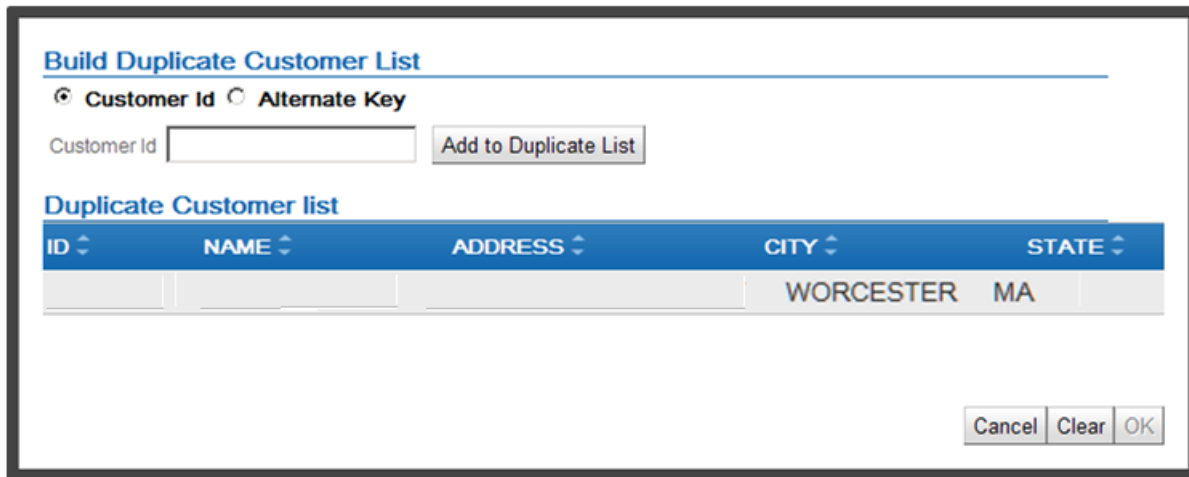 Build Duplicate Customer List
Customer Id Alternate Key
Customer Id Add to Duplicate List
Duplicate Customer list
ID NAME ADDRESS CITY STATE
WORCESTER MA
Cancel Clear OK